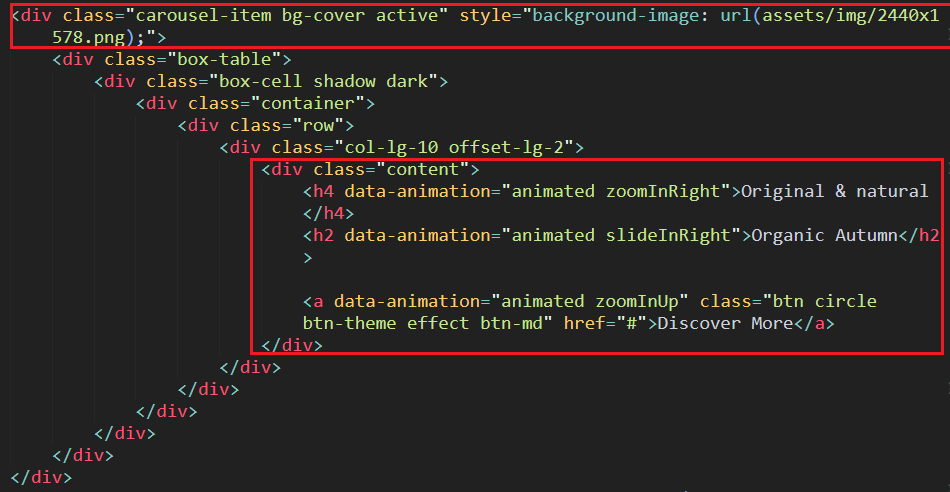 <div class="carousel-item bg-cover active" style="background-image: url(assets/img/2440x1
578.png);">
<div class="box-table">
<div class="box-cell shadow dark">
<div class="container">
<div class="row">
<div class="col-lg-10 offset-lg-2">
<div class="content">
<h4 data-animation="animated zoomInRight">Original & natural
</h4>
<h2 data-animation="animated slideInRight">Organic Autumn</h2
>
<a data-animation="animated zoomInUp" class="btn circle
btn-theme effect btn-md" href="#">Discover More</a>
</div>
</div>
</div>
</div>
</div>
</div>
</div>